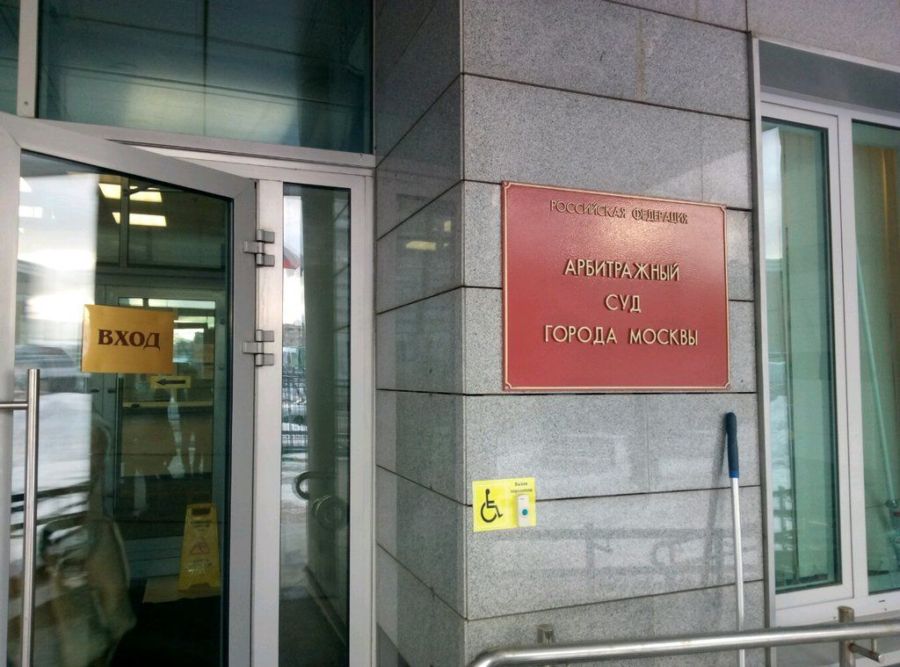 РОССИЙСКАЯ ФЕДЕРАЦИЯ
АРБИТРАЖНЫЙ
СУД
ГОРОДА МОСКВЫ
ВХОД